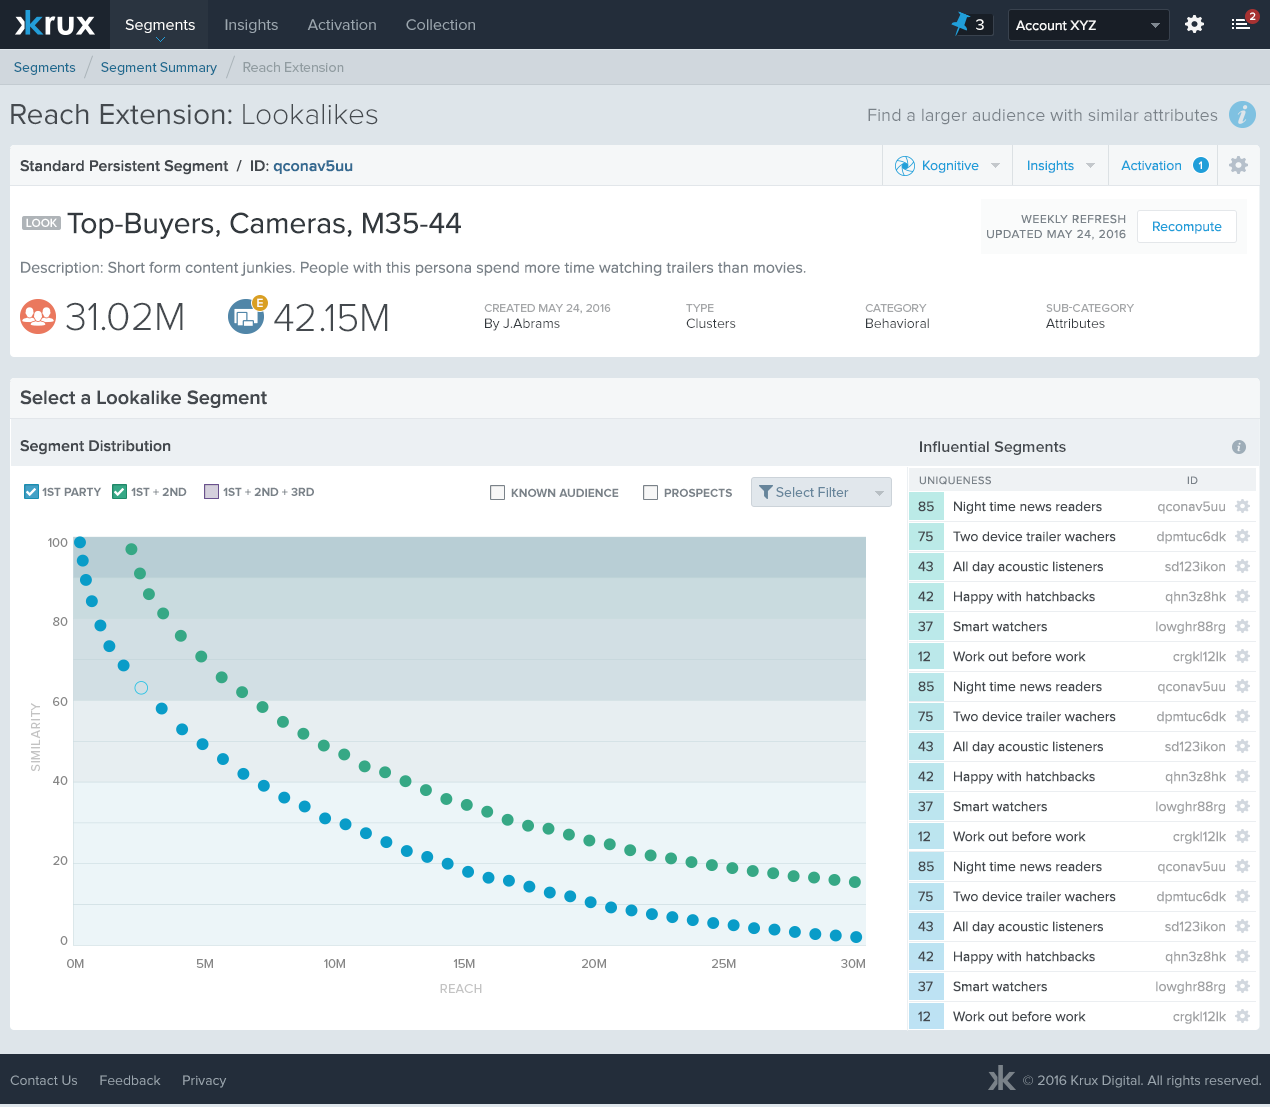 krux Segments Insights Activation Collection 3 Account XYZ 2
Segments / Segment Summary / Reach Extension
Reach Extension: Lookalikes
Find a larger audience with similar attributes i
Standard Persistent Segment / ID: qconav5uu
Kognitive Insights Activation 1
LOOK Top-Buyers, Cameras, M35-44
WEEKLY REFRESH
UPDATED MAY 24, 2016
Recompute
Description: Short form content junkies. People with this persona spend more time watching trailers than movies.
31.02M
E
42.15M
CREATED MAY 24, 2016
By J.Abrams
TYPE
Clusters
CATEGORY
Behavioral
SUB-CATEGORY
Attributes
Select a Lookalike Segment
Segment Distribution
1ST PARTY 1ST + 2ND 1ST + 2ND + 3RD KNOWN AUDIENCE PROSPECTS Select Filter
100
80
60
40
20
0
SIMILARITY
0M 5M 10M 15M 20M 25M 30M
REACH
Influential Segments i
UNIQUENESS ID
85 Night time news readers qconav5uu
75 Two device trailer wachers dpmtuc6dk
43 All day acoustic listeners sd123ikon
42 Happy with hatchbacks qhn3z8hk
37 Smart watchers lowghr88rg
12 Work out before work crgkl12lk
85 Night time news readers qconav5uu
75 Two device trailer wachers dpmtuc6dk
43 All day acoustic listeners sd123ikon
42 Happy with hatchbacks qhn3z8hk
37 Smart watchers lowghr88rg
12 Work out before work crgkl12lk
85 Night time news readers qconav5uu
75 Two device trailer wachers dpmtuc6dk
43 All day acoustic listeners sd123ikon
42 Happy with hatchbacks qhn3z8hk
37 Smart watchers lowghr88rg
12 Work out before work crgkl12lk
Contact Us Feedback Privacy
© 2016 Krux Digital. All rights reserved.